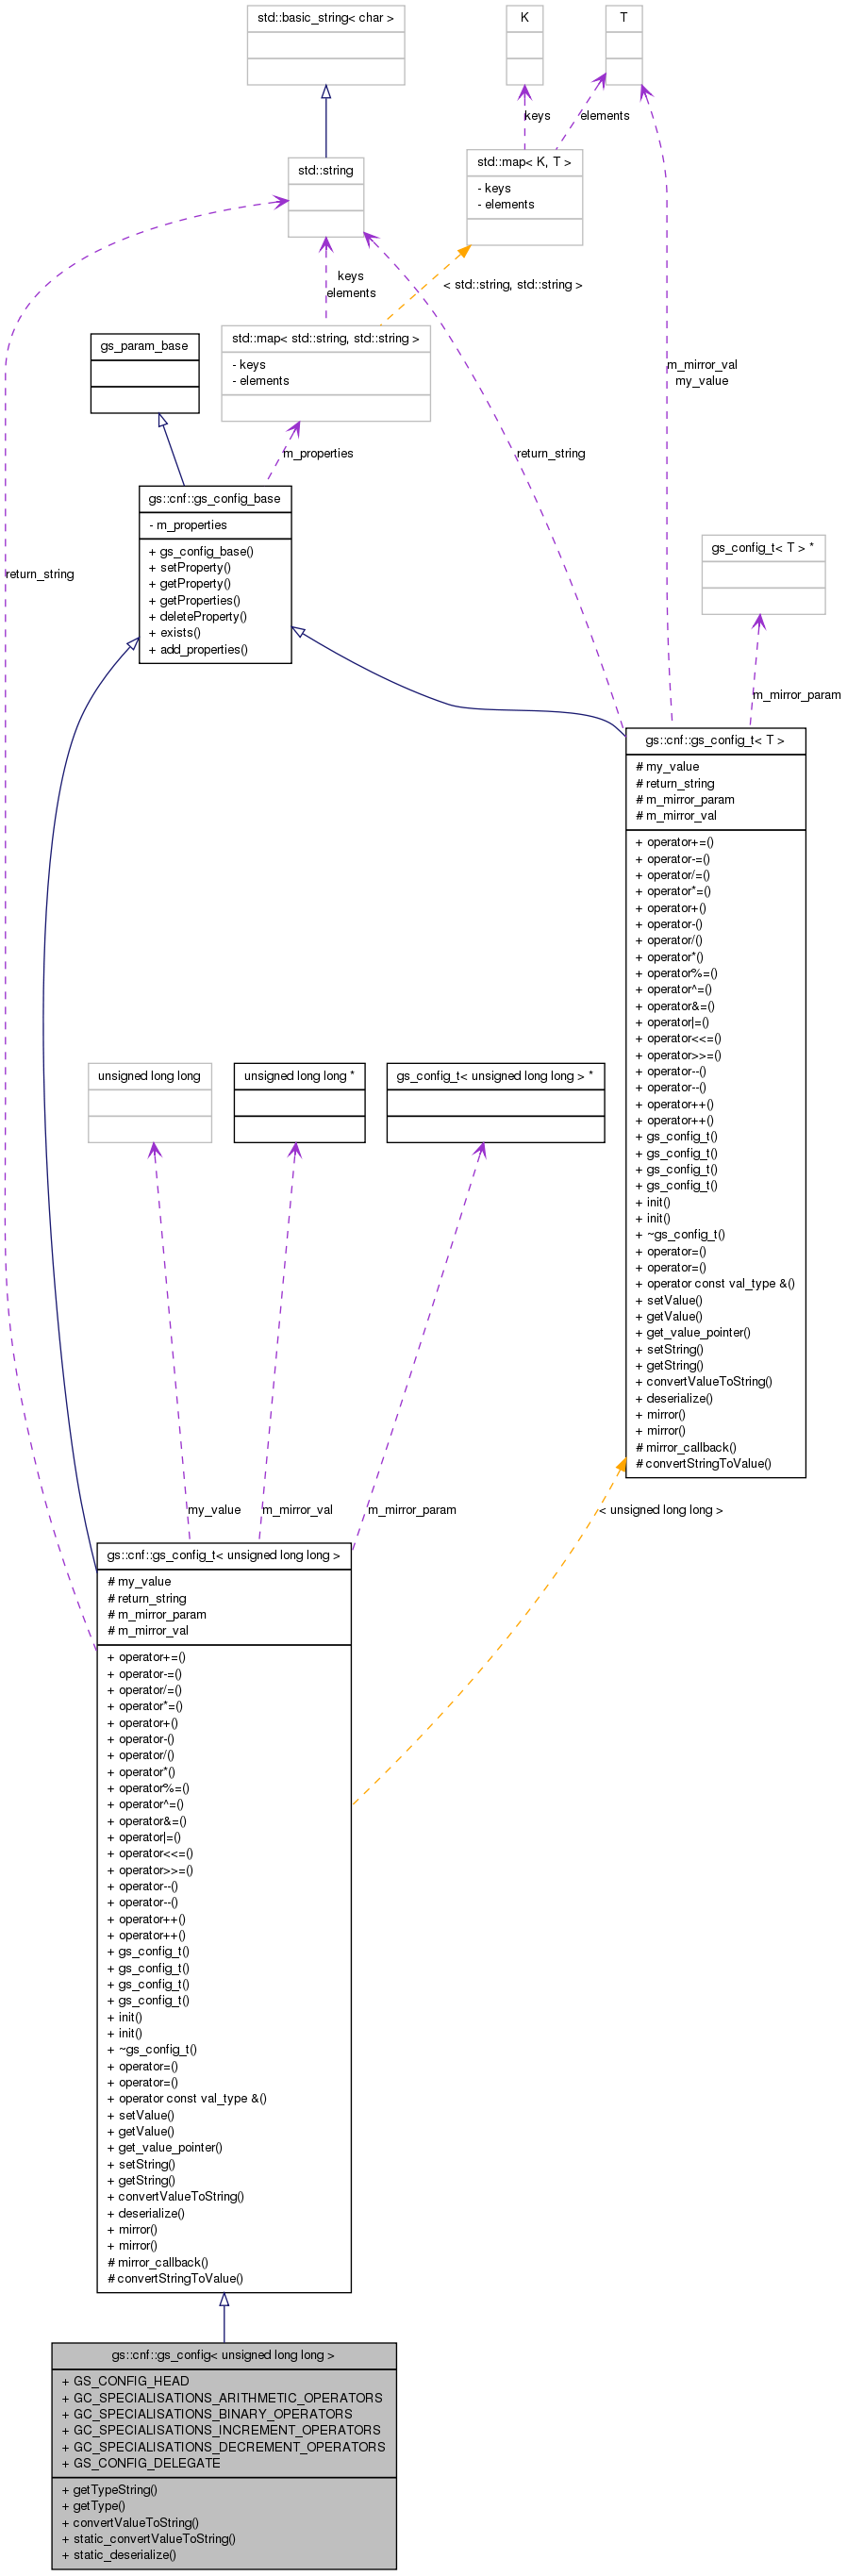 std::basic_string< char >
K
T
keys
elements
std::string
std::map< K, T >
- keys
- elements
keys
elements
< std::string, std::string >
gs_param_base
std::map< std::string, std::string >
- keys
- elements
m_mirror_val
my_value
m_properties
return_string
gs::cnf::gs_config_base
- m_properties
+ gs_config_base()
+ setProperty()
+ getProperty()
+ getProperties()
+ deleteProperty()
+ exists()
+ add_properties()
gs_config_t< T > *
return_string
m_mirror_param
gs::cnf::gs_config_t< T >
# my_value
# return_string
# m_mirror_param
# m_mirror_val
+ operator+=()
+ operator-=()
+ operator/=()
+ operator*=()
+ operator+()
+ operator-()
+ operator/()
+ operator*()
+ operator%=()
+ operator^=()
+ operator&=()
+ operator|=()
+ operator<<=()
+ operator>>=()
+ operator--()
+ operator--()
+ operator++()
+ operator++()
+ gs_config_t()
+ gs_config_t()
+ gs_config_t()
+ gs_config_t()
+ init()
+ init()
+ ~gs_config_t()
+ operator=()
+ operator=()
+ operator const val_type &()
+ setValue()
+ getValue()
+ get_value_pointer()
+ setString()
+ getString()
+ convertValueToString()
+ deserialize()
+ mirror()
+ mirror()
# mirror_callback()
# convertStringToValue()
unsigned long long
unsigned long long *
gs_config_t< unsigned long long > *
my_value
m_mirror_val
m_mirror_param
< unsigned long long >
gs::cnf::gs_config_t< unsigned long long >
# my_value
# return_string
# m_mirror_param
# m_mirror_val
+ operator+=()
+ operator-=()
+ operator/=()
+ operator*=()
+ operator+()
+ operator-()
+ operator/()
+ operator*()
+ operator%=()
+ operator^=()
+ operator&=()
+ operator|=()
+ operator<<=()
+ operator>>=()
+ operator--()
+ operator--()
+ operator++()
+ operator++()
+ gs_config_t()
+ gs_config_t()
+ gs_config_t()
+ gs_config_t()
+ init()
+ init()
+ ~gs_config_t()
+ operator=()
+ operator=()
+ operator const val_type &()
+ setValue()
+ getValue()
+ get_value_pointer()
+ setString()
+ getString()
+ convertValueToString()
+ deserialize()
+ mirror()
+ mirror()
# mirror_callback()
# convertStringToValue()
gs::cnf::gs_config< unsigned long long >
+ GS_CONFIG_HEAD
+ GC_SPECIALISATIONS_ARITHMETIC_OPERATORS
+ GC_SPECIALISATIONS_BINARY_OPERATORS
+ GC_SPECIALISATIONS_INCREMENT_OPERATORS
+ GC_SPECIALISATIONS_DECREMENT_OPERATORS
+ GS_CONFIG_DELEGATE
+ getTypeString()
+ getType()
+ convertValueToString()
+ static_convertValueToString()
+ static_deserialize()